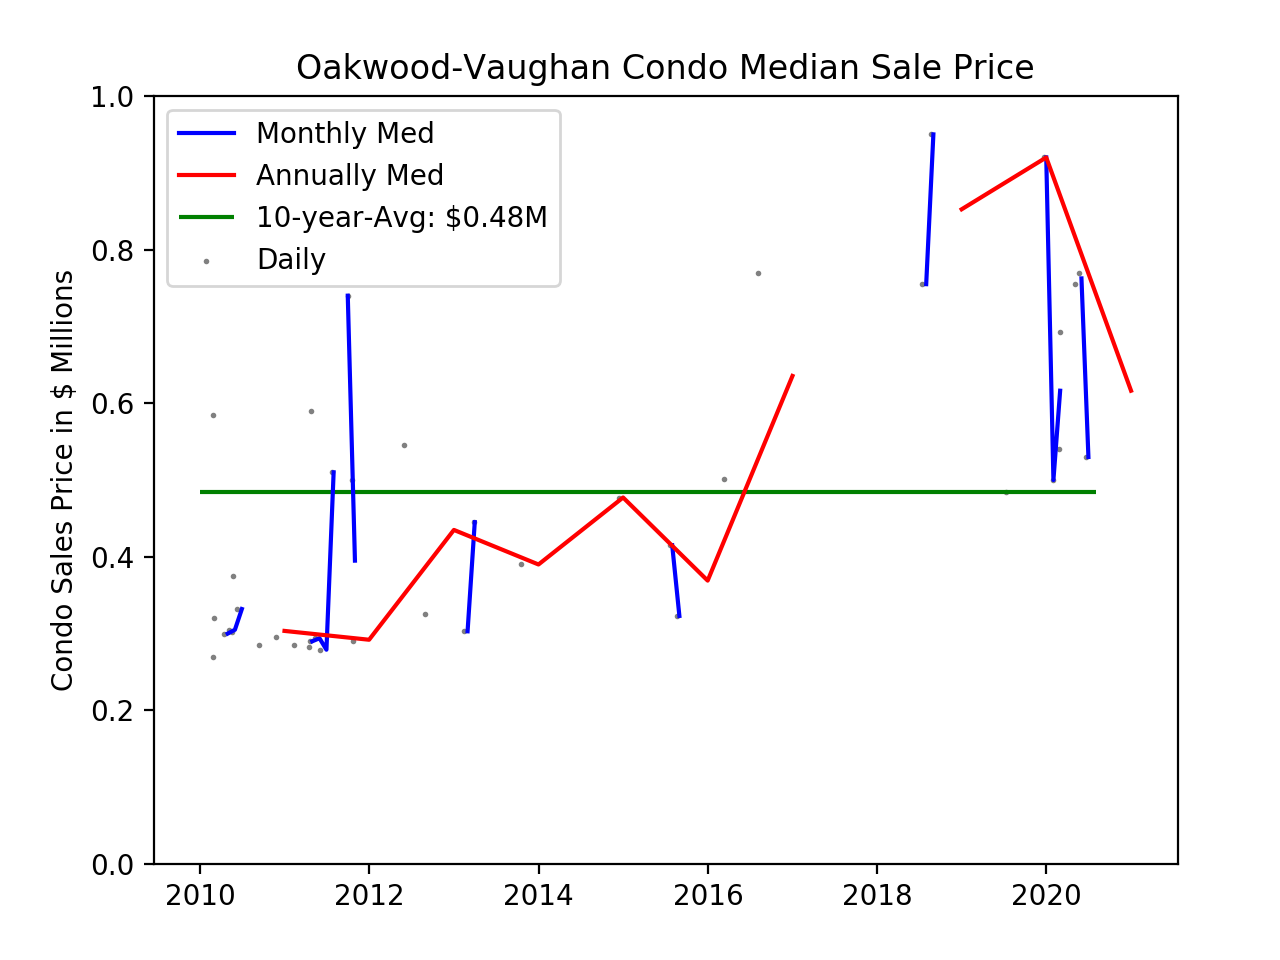 Oakwood-Vaughan Condo Median Sale Price
Condo Sales Price in $ Millions
1.0
0.8
0.6
0.4
0.2
0.0
Monthly Med
Annually Med
10-year-Avg: $0.48M
Daily
2010 2012 2014 2016 2018 2020